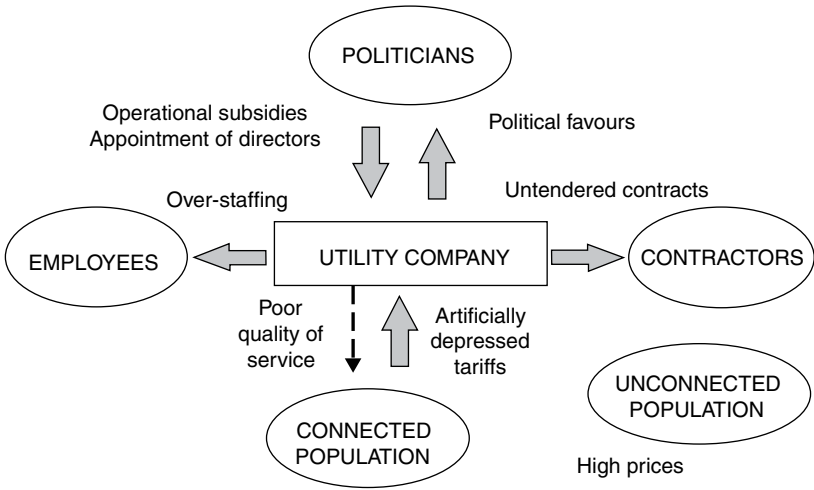 POLITICIANS
Operational subsidies
Appointment of directors
Political favours
Over-staffing
Untendered contracts
EMPLOYEES
UTILITY COMPANY
CONTRACTORS
Poor
quality of
service
Artificially
depressed
tariffs
UNCONNECTED
POPULATION
CONNECTED
POPULATION
High prices